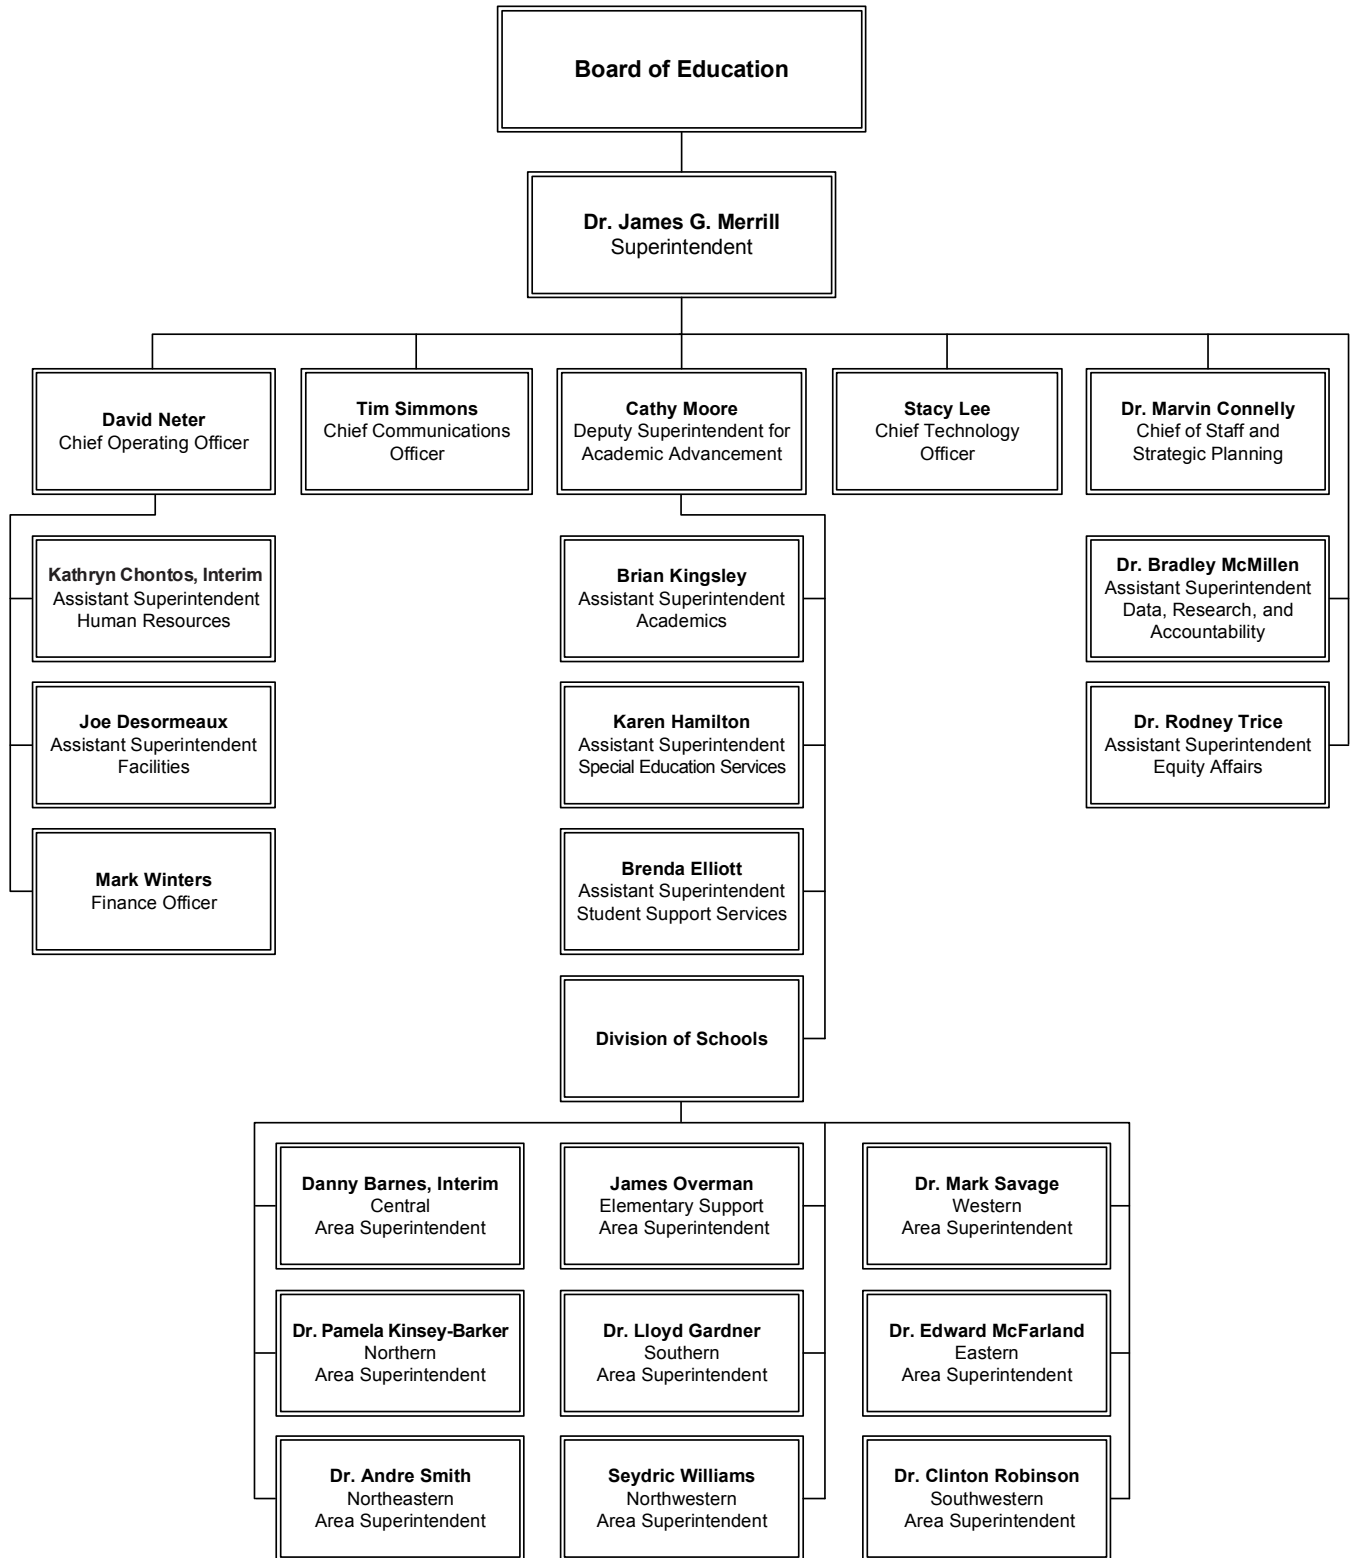 Board of Education
Dr. James G. Merrill
Superintendent
David Neter
Chief Operating Officer
Tim Simmons
Chief Communications
Officer
Cathy Moore
Deputy Superintendent for
Academic Advancement
Stacy Lee
Chief Technology
Officer
Dr. Marvin Connelly
Chief of Staff and
Strategic Planning
Kathryn Chontos, Interim
Assistant Superintendent
Human Resources
Brian Kingsley
Assistant Superintendent
Academics
Dr. Bradley McMillen
Assistant Superintendent
Data, Research, and
Accountability
Joe Desormeaux
Assistant Superintendent
Facilities
Karen Hamilton
Assistant Superintendent
Special Education Services
Dr. Rodney Trice
Assistant Superintendent
Equity Affairs
Mark Winters
Finance Officer
Brenda Elliott
Assistant Superintendent
Student Support Services
Division of Schools
Danny Barnes, Interim
Central
Area Superintendent
James Overman
Elementary Support
Area Superintendent
Dr. Mark Savage
Western
Area Superintendent
Dr. Pamela Kinsey-Barker
Northern
Area Superintendent
Dr. Lloyd Gardner
Southern
Area Superintendent
Dr. Edward McFarland
Eastern
Area Superintendent
Dr. Andre Smith
Northeastern
Area Superintendent
Seydric Williams
Northwestern
Area Superintendent
Dr. Clinton Robinson
Southwestern
Area Superintendent